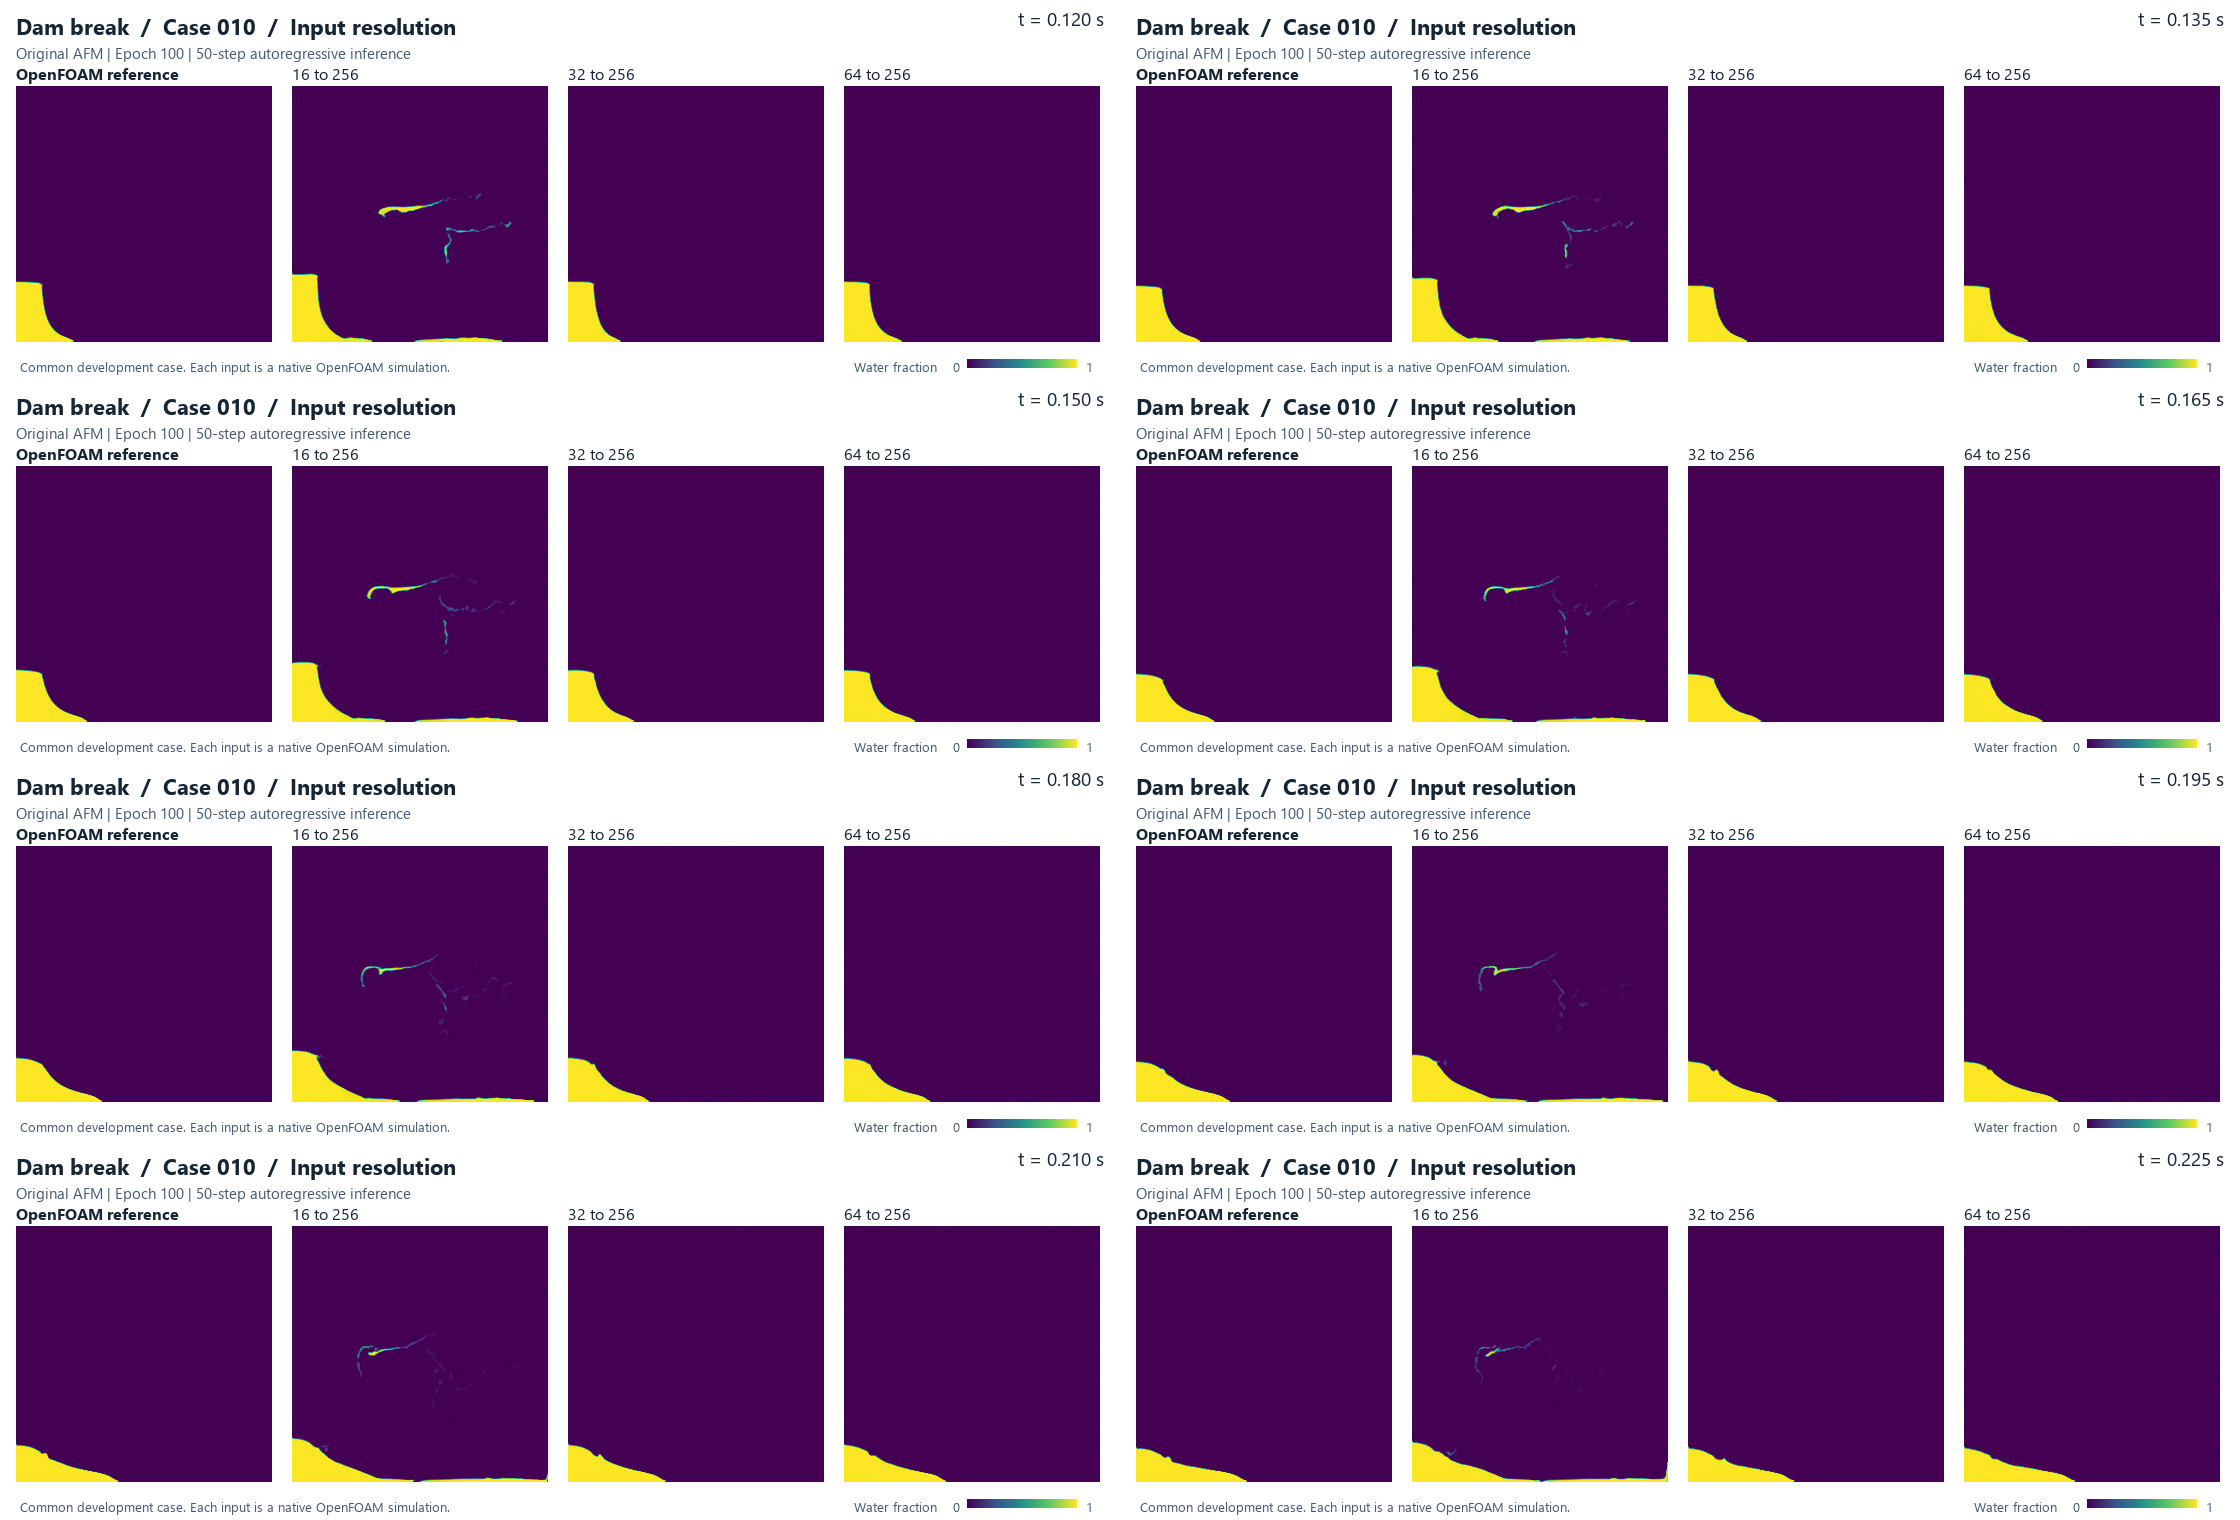 Dam break / Case 010 / Input resolution
t = 0.120 s
Original AFM | Epoch 100 | 50-step autoregressive inference
OpenFOAM reference
16 to 256
32 to 256
64 to 256
Common development case. Each input is a native OpenFOAM simulation.
Water fraction 0 1
Dam break / Case 010 / Input resolution
t = 0.135 s
Original AFM | Epoch 100 | 50-step autoregressive inference
OpenFOAM reference
16 to 256
32 to 256
64 to 256
Common development case. Each input is a native OpenFOAM simulation.
Water fraction 0 1
Dam break / Case 010 / Input resolution
t = 0.150 s
Original AFM | Epoch 100 | 50-step autoregressive inference
OpenFOAM reference
16 to 256
32 to 256
64 to 256
Common development case. Each input is a native OpenFOAM simulation.
Water fraction 0 1
Dam break / Case 010 / Input resolution
t = 0.165 s
Original AFM | Epoch 100 | 50-step autoregressive inference
OpenFOAM reference
16 to 256
32 to 256
64 to 256
Common development case. Each input is a native OpenFOAM simulation.
Water fraction 0 1
Dam break / Case 010 / Input resolution
t = 0.180 s
Original AFM | Epoch 100 | 50-step autoregressive inference
OpenFOAM reference
16 to 256
32 to 256
64 to 256
Common development case. Each input is a native OpenFOAM simulation.
Water fraction 0 1
Dam break / Case 010 / Input resolution
t = 0.195 s
Original AFM | Epoch 100 | 50-step autoregressive inference
OpenFOAM reference
16 to 256
32 to 256
64 to 256
Common development case. Each input is a native OpenFOAM simulation.
Water fraction 0 1
Dam break / Case 010 / Input resolution
t = 0.210 s
Original AFM | Epoch 100 | 50-step autoregressive inference
OpenFOAM reference
16 to 256
32 to 256
64 to 256
Common development case. Each input is a native OpenFOAM simulation.
Water fraction 0 1
Dam break / Case 010 / Input resolution
t = 0.225 s
Original AFM | Epoch 100 | 50-step autoregressive inference
OpenFOAM reference
16 to 256
32 to 256
64 to 256
Common development case. Each input is a native OpenFOAM simulation.
Water fraction 0 1